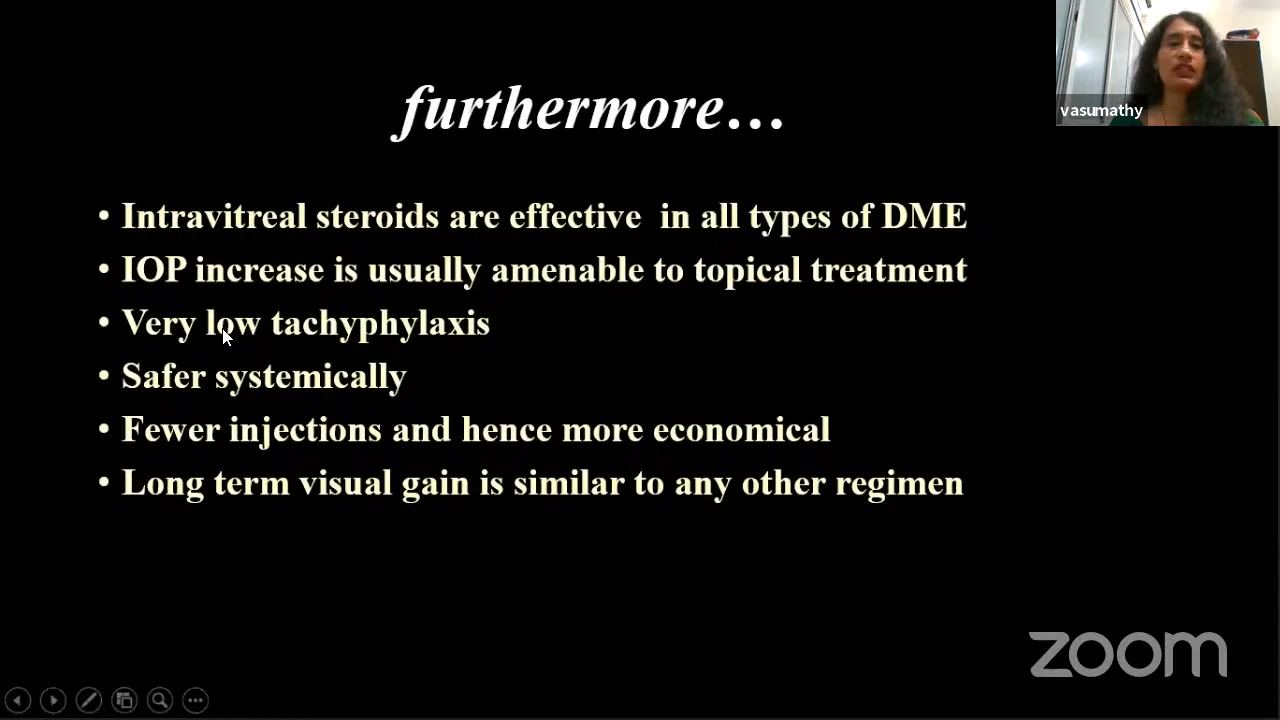 vasumathy
furthermore...
• Intravitreal steroids are effective in all types of DME
• IOP increase is usually amenable to topical treatment
• Very low tachyphylaxis
• Safer systemically
• Fewer injections and hence more economical
• Long term visual gain is similar to any other regimen
zoom